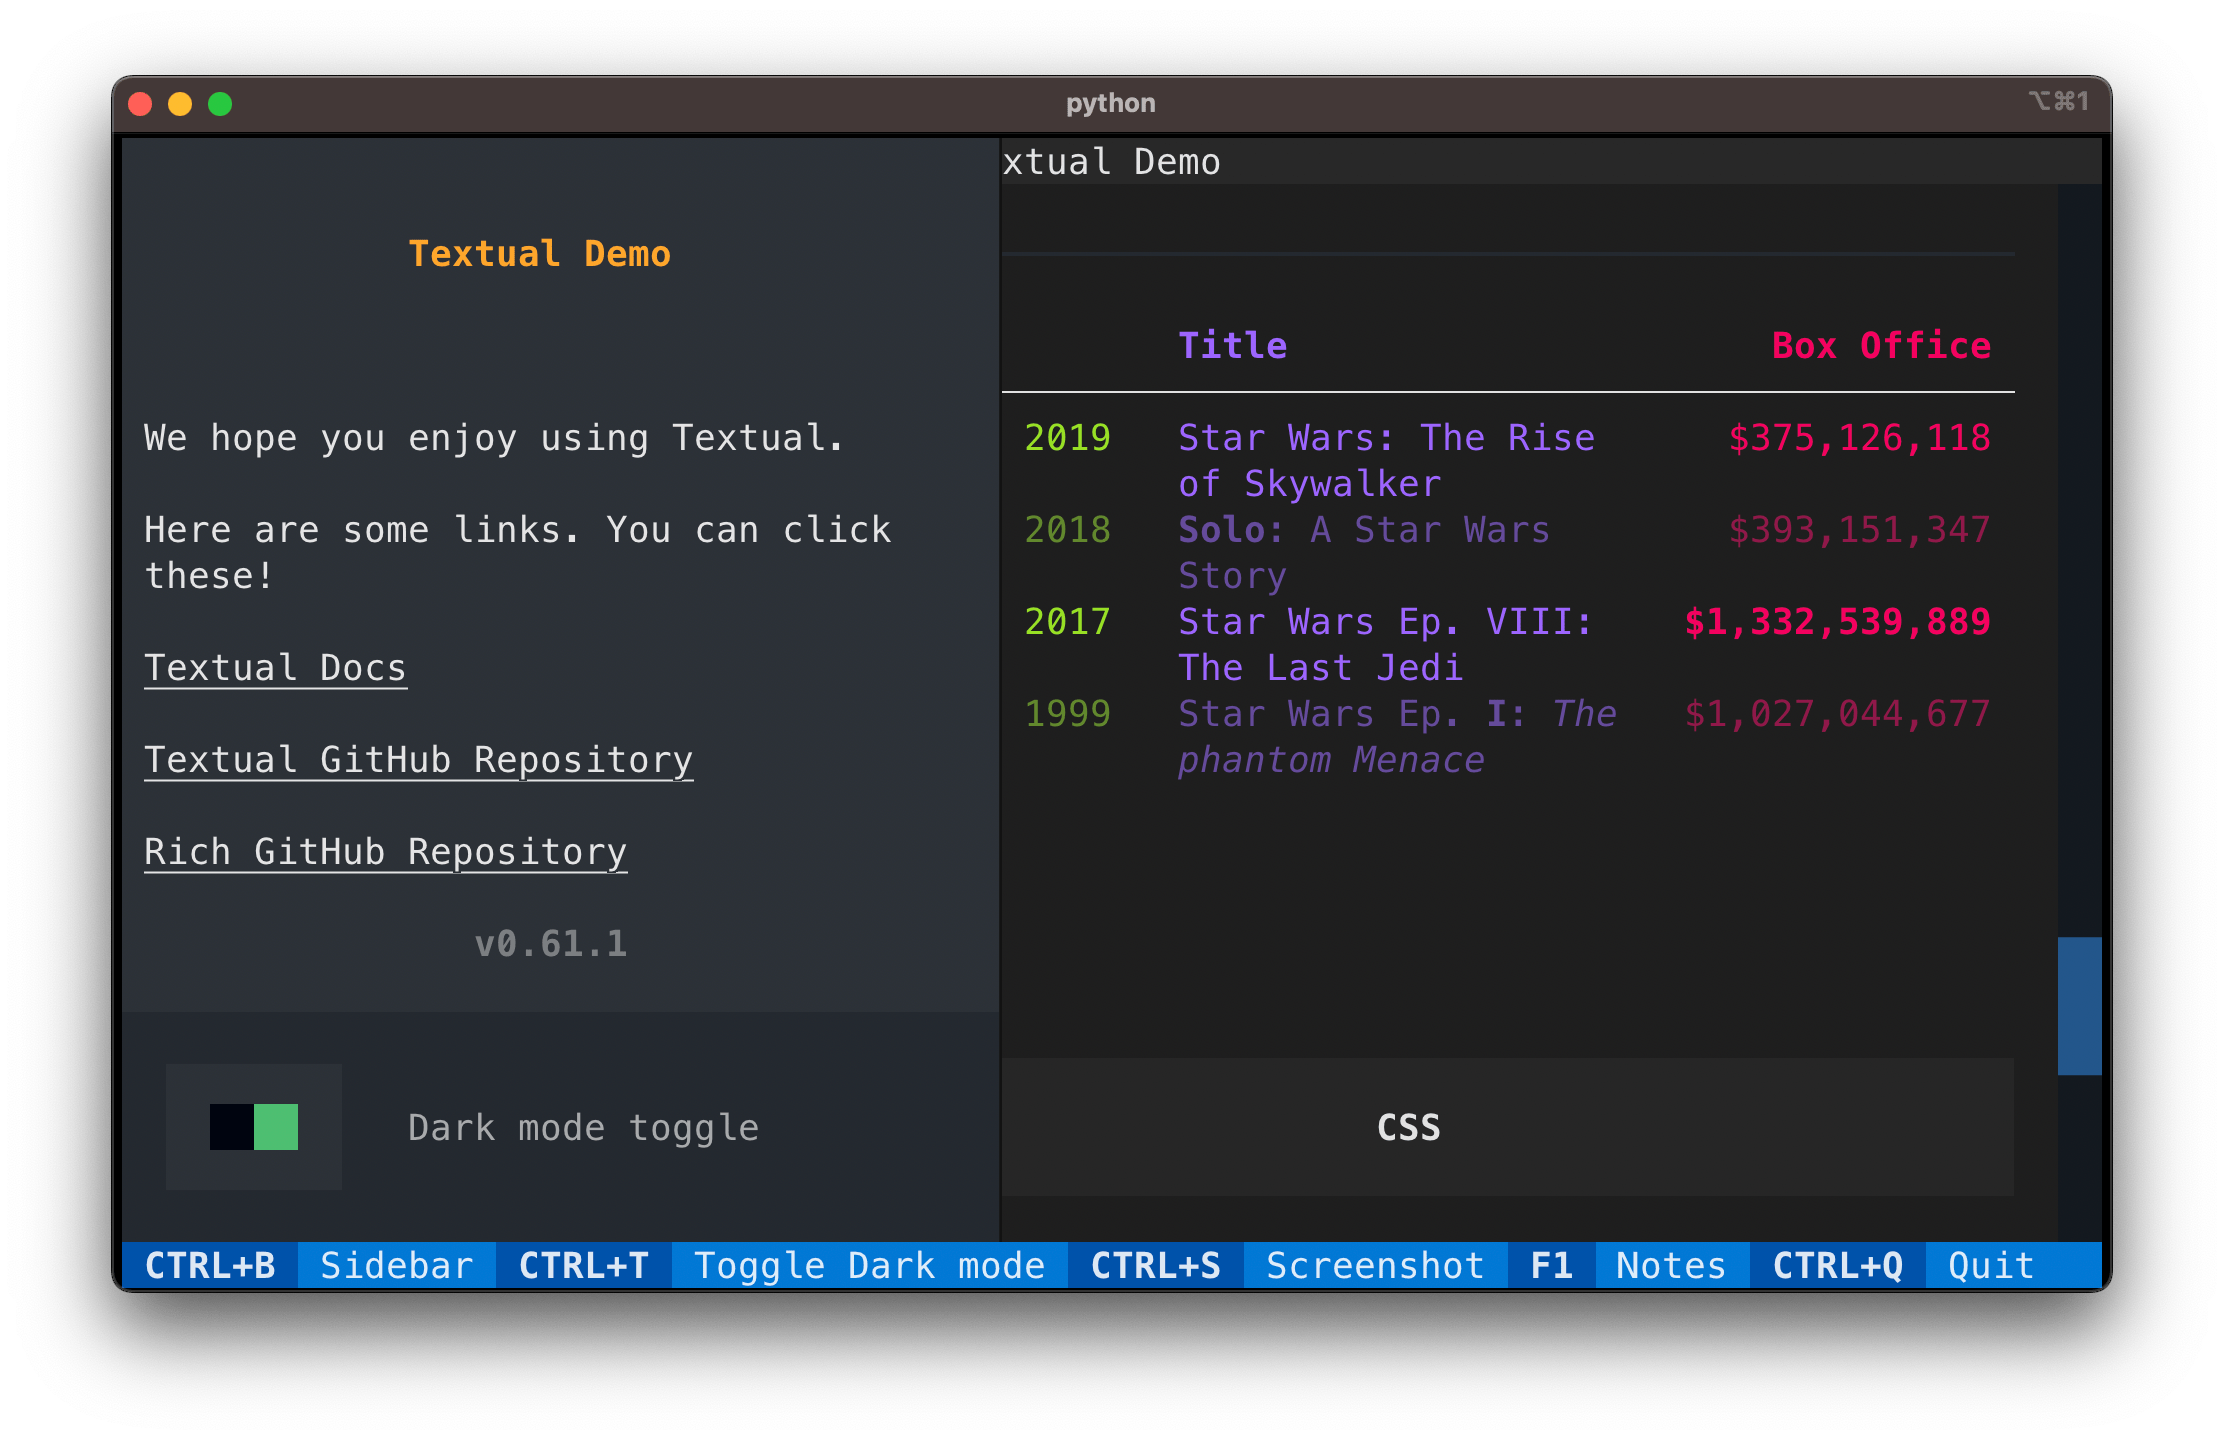 python
⌥⌘1
Textual Demo
We hope you enjoy using Textual.
Here are some links. You can click
these!
Textual Docs
Textual GitHub Repository
Rich GitHub Repository
v0.61.1
Dark mode toggle
xtual Demo
Title Box Office
2019 Star Wars: The Rise $375,126,118
of Skywalker
2018 Solo: A Star Wars $393,151,347
Story
2017 Star Wars Ep. VIII: $1,332,539,889
The Last Jedi
1999 Star Wars Ep. I: The $1,027,044,677
phantom Menace
CSS
CTRL+B Sidebar CTRL+T Toggle Dark mode CTRL+S Screenshot F1 Notes CTRL+Q Quit